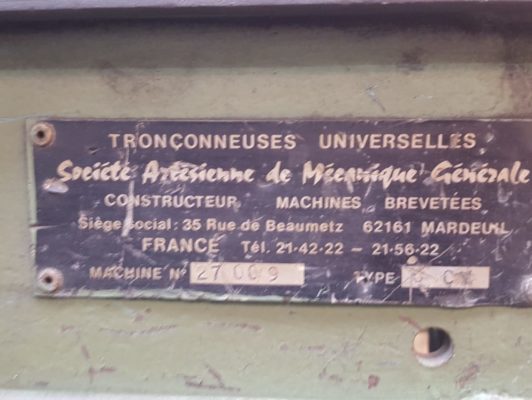 TRONÇONNEUSES UNIVERSELLES
Société Artésienne de Mécanique Générale
CONSTRUCTEUR MACHINES BREVETÉES
Siège social: 35 Rue de Beaumetz 62161 MARDEUIL
FRANCE Tél. 21-42-22 - 21-56-22
MACHINE N° 27009 TYPE